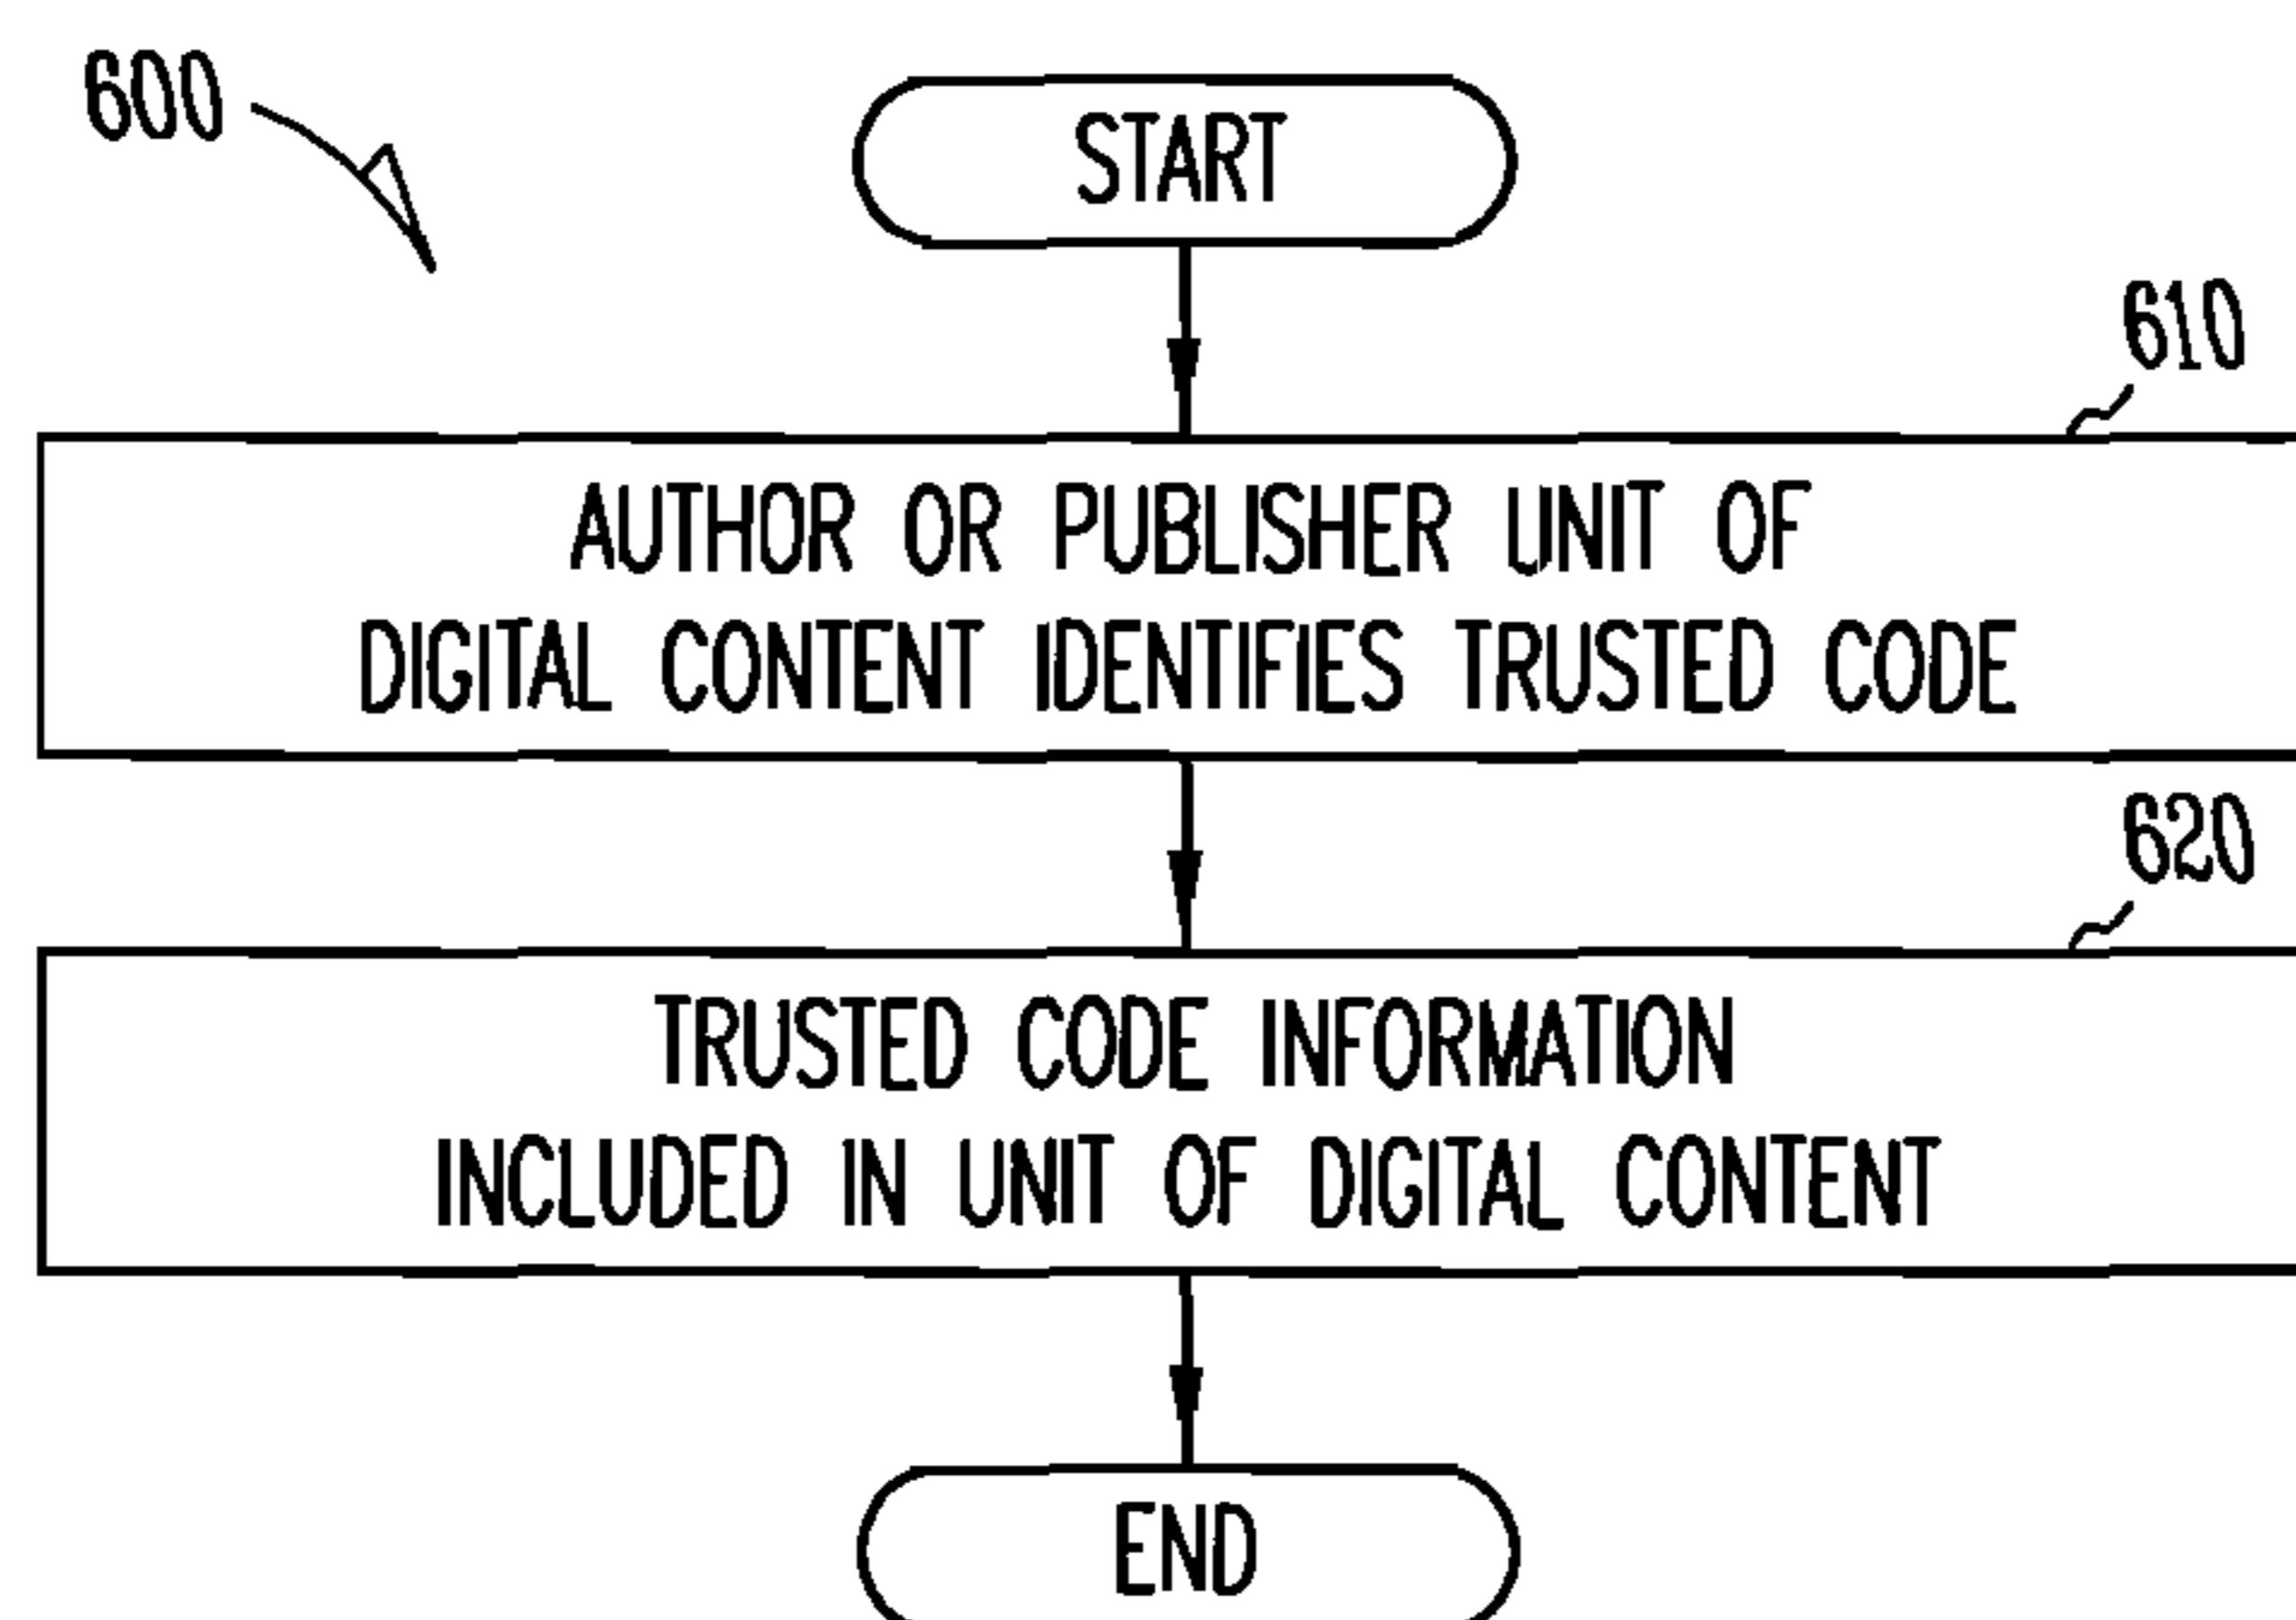 600
START
610
AUTHOR OR PUBLISHER UNIT OF
DIGITAL CONTENT IDENTIFIES TRUSTED CODE
620
TRUSTED CODE INFORMATION
INCLUDED IN UNIT OF DIGITAL CONTENT
END